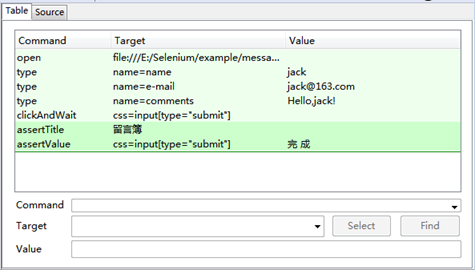 Table Source
Command Target Value
open file:///E:/Selenium/example/messa...
type name=name jack
type name=e-mail jack@163.com
type name=comments Hello,jack!
clickAndWait css=input[type="submit"]
assertTitle 留言簿
assertValue css=input[type="submit"] 完 成
Command
Target Select Find
Value